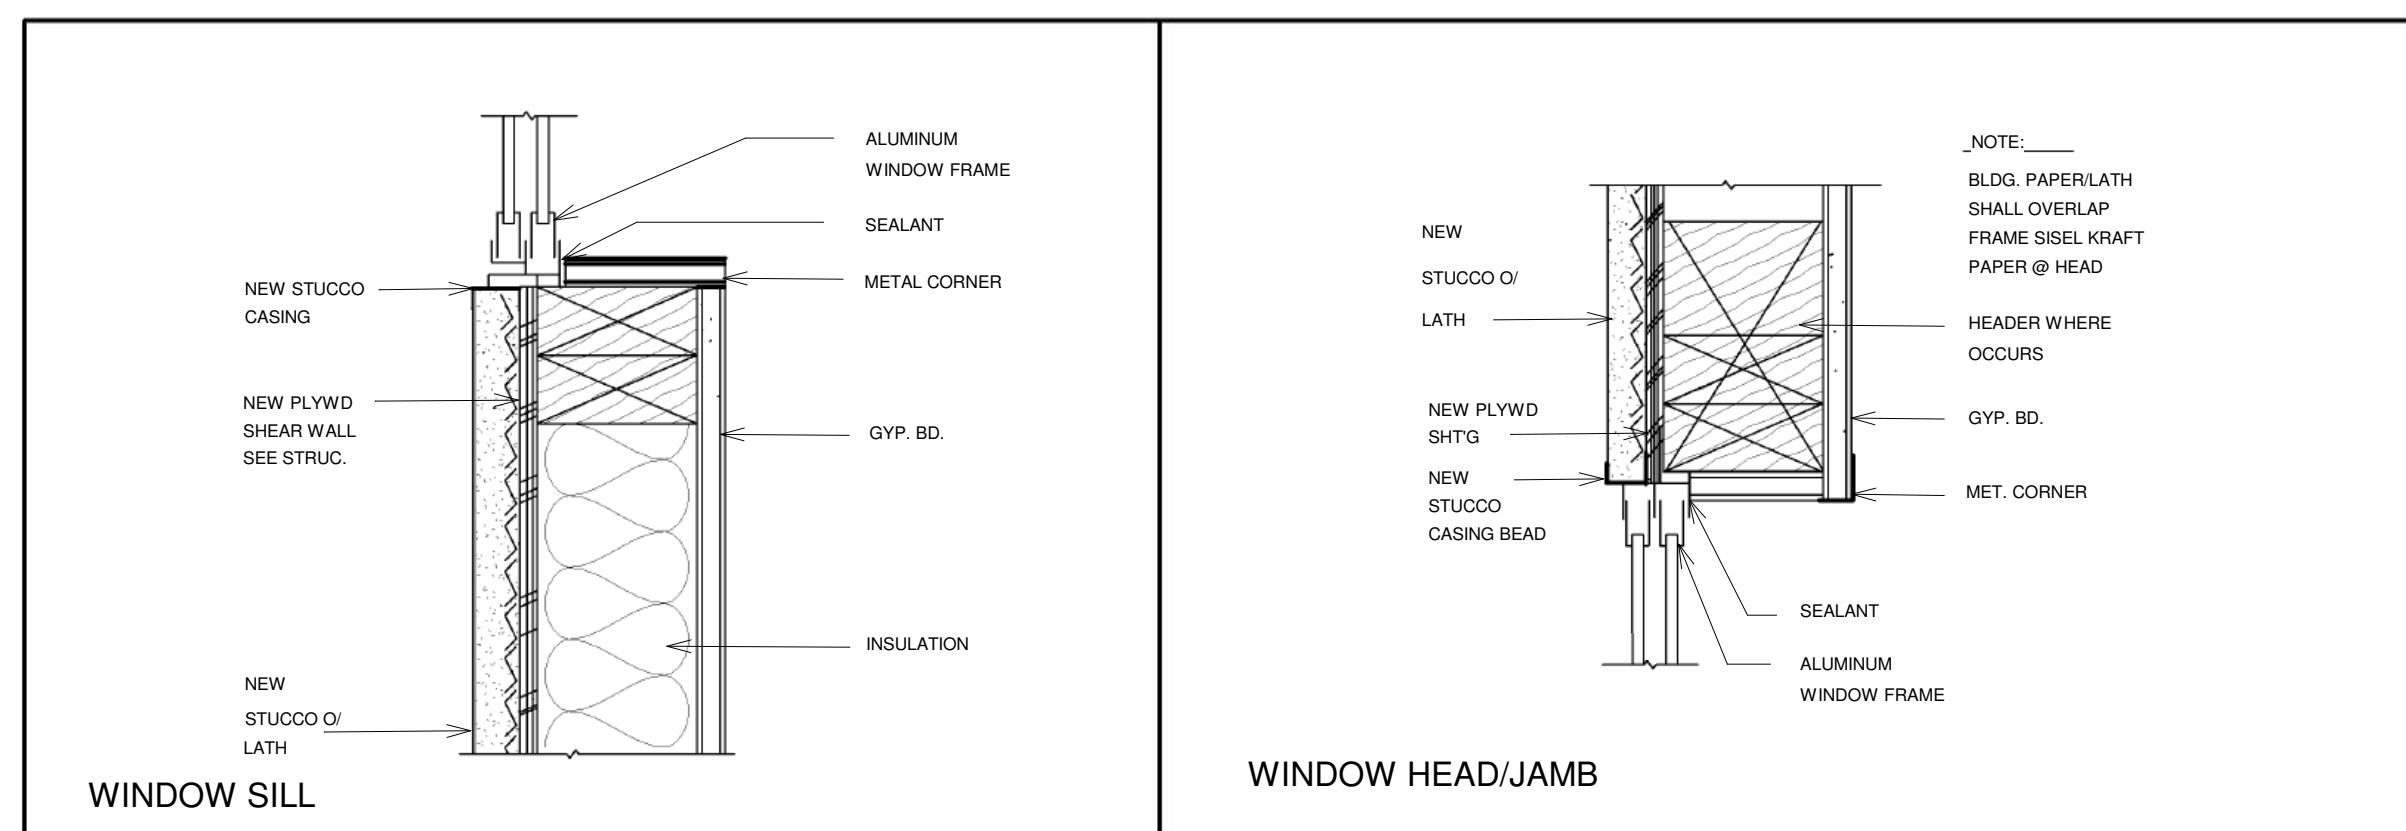 ALUMINUM
WINDOW FRAME
SEALANT
METAL CORNER
NEW STUCCO
CASING
NEW PLYWD
SHEAR WALL
SEE STRUC.
GYP. BD.
INSULATION
NEW
STUCCO O/
LATH
WINDOW SILL
_NOTE:_____
BLDG. PAPER/LATH
SHALL OVERLAP
FRAME SISEL KRAFT
PAPER @ HEAD
NEW
STUCCO O/
LATH
HEADER WHERE
OCCURS
NEW PLYWD
SHT'G
GYP. BD.
NEW
STUCCO
CASING BEAD
MET. CORNER
SEALANT
ALUMINUM
WINDOW FRAME
WINDOW HEAD/JAMB